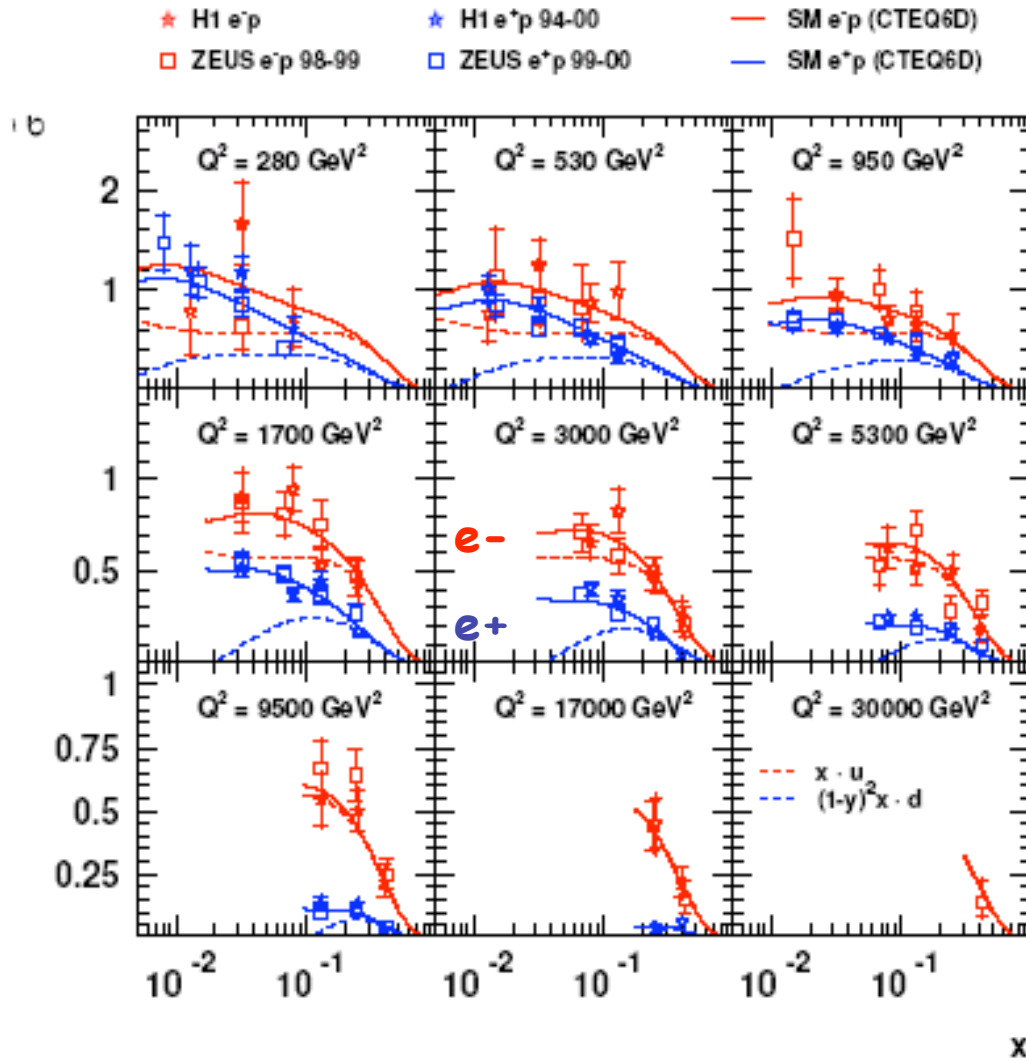 H1 e⁻p H1 e⁺p 94-00 SM e⁻p (CTEQ6D)
ZEUS e⁻p 98-99 ZEUS e⁺p 99-00 SM e⁺p (CTEQ6D)
Q² = 280 GeV² Q² = 530 GeV² Q² = 950 GeV²
2
1
Q² = 1700 GeV² Q² = 3000 GeV² Q² = 5300 GeV²
1
e-
0.5
e+
1
Q² = 9500 GeV² Q² = 17000 GeV² Q² = 30000 GeV²
0.75
x · u
(1-y)²x · d
0.5
0.25
10⁻² 10⁻¹ 10⁻² 10⁻¹ 10⁻² 10⁻¹
x